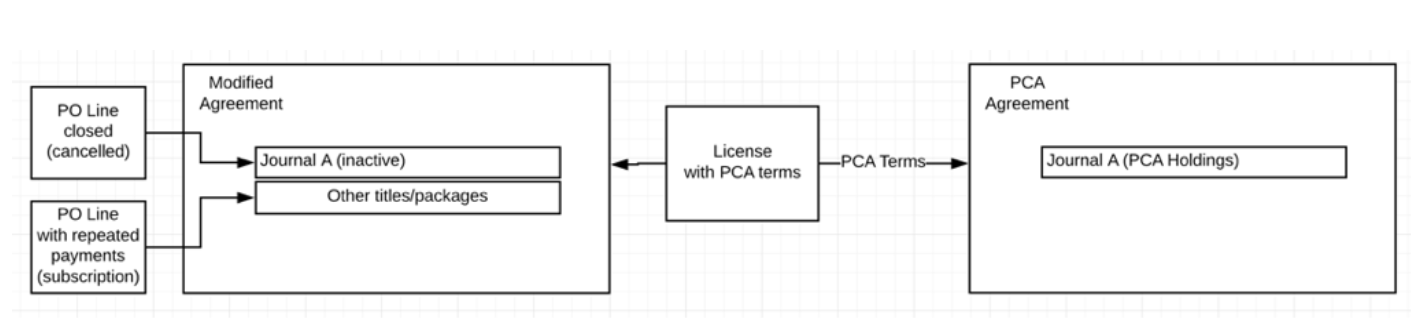 PO Line
closed
(cancelled)
PO Line
with repeated
payments
(subscription)
Modified
Agreement
Journal A (inactive)
Other titles/packages
License
with PCA terms
PCA Terms
PCA
Agreement
Journal A (PCA Holdings)